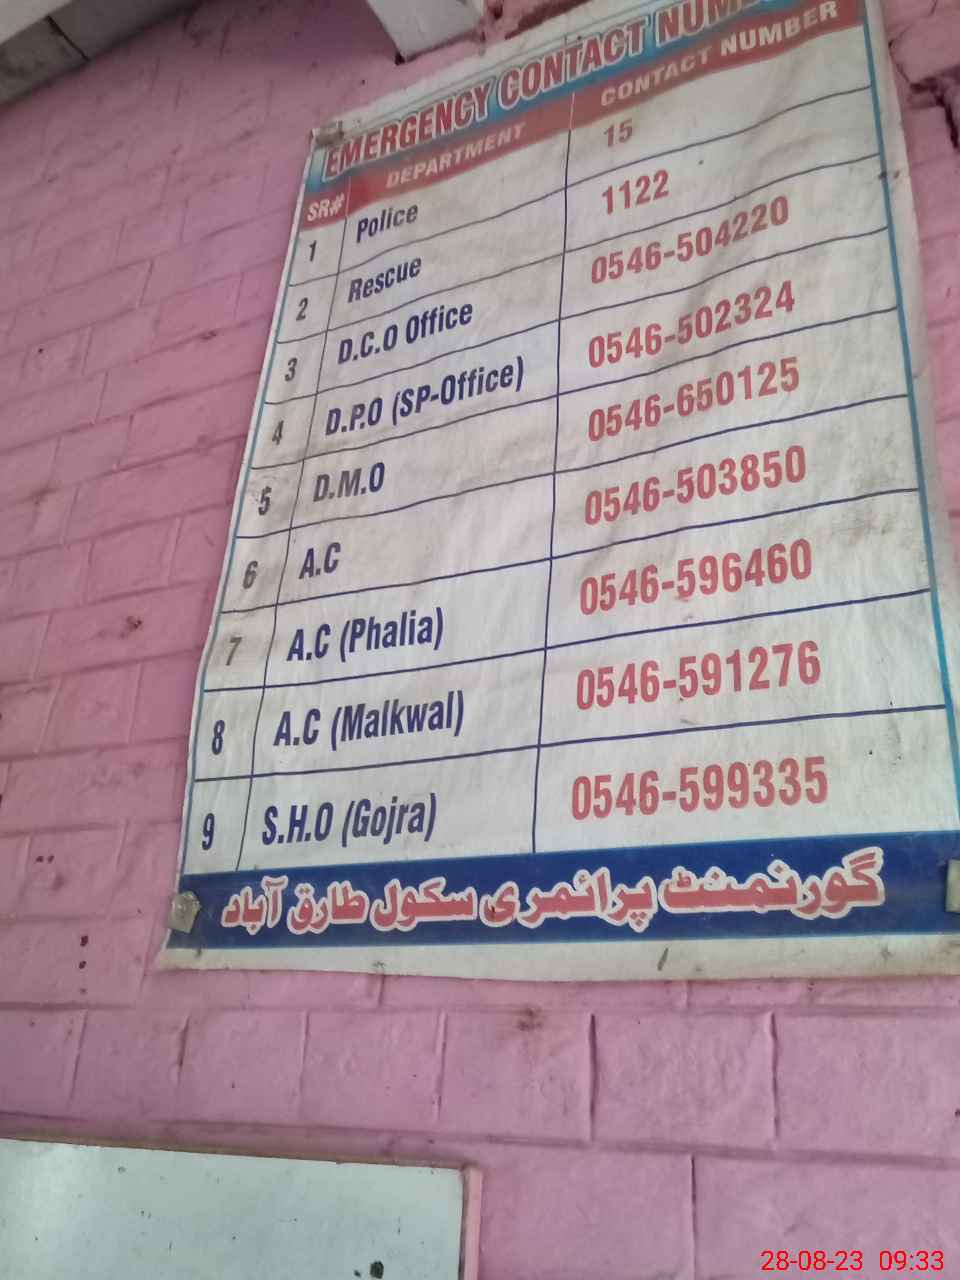 EMERGENCY CONTACT
SR# DEPARTMENT CONTACT NUMBER
1 Police 15
2 Rescue 1122
3 D.C.O Office 0546-504220
4 D.P.O (SP-Office) 0546-502324
5 D.M.O 0546-650125
6 A.C 0546-503850
7 A.C (Phalia) 0546-596460
8 A.C (Malkwal) 0546-591276
9 S.H.O (Gojra) 0546-599335
گورنمنٹ پرائمری سکول طارق آباد
28-08-23 09:33